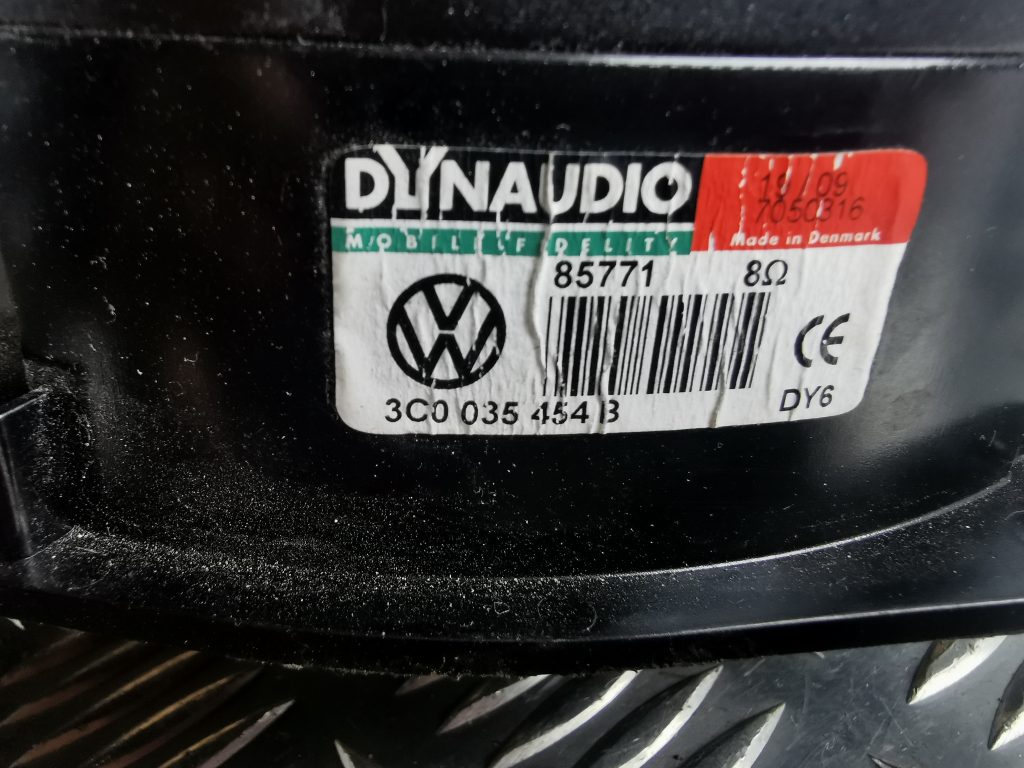 DYNAUDIO
19/09
7050316
MOBILE FIDELITY
Made in Denmark
85771 8Ω
CE
3C0 035 454 B
DY6